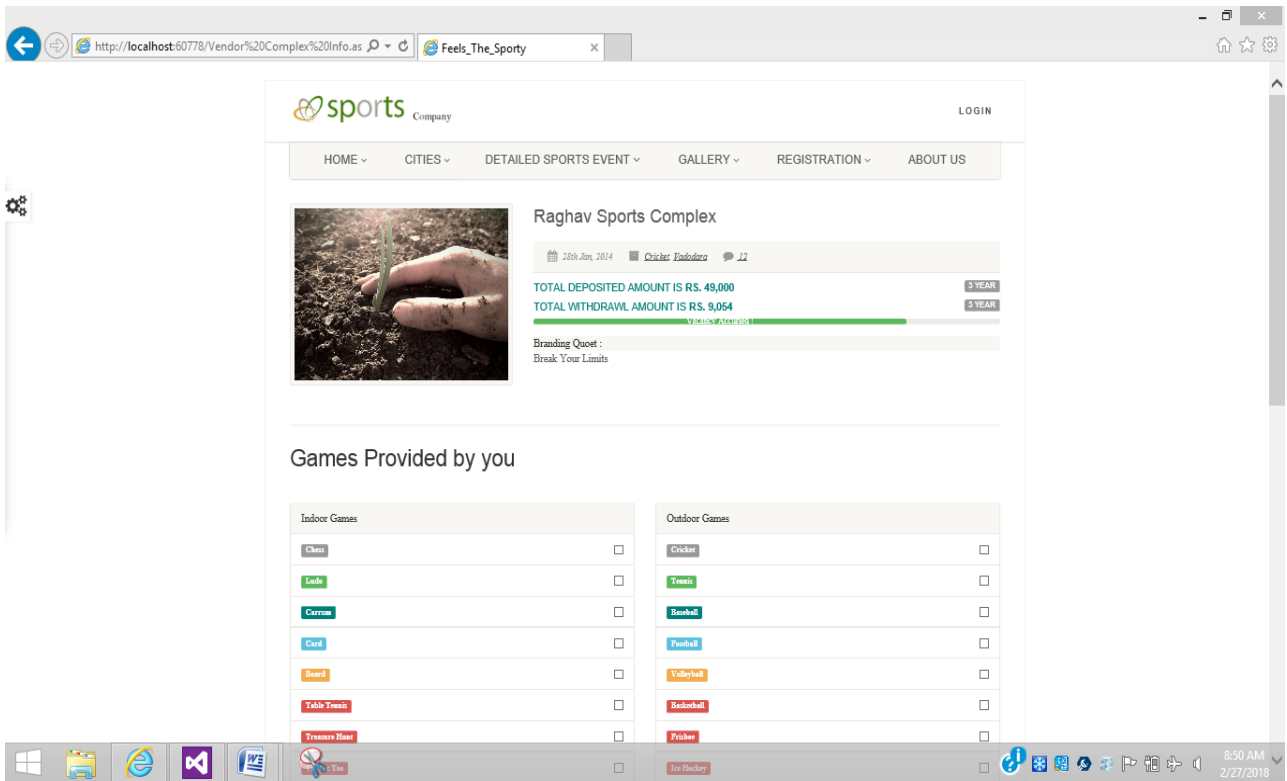 http://localhost:60778/Vendor%20Complex%20Info.as
Feels_The_Sporty
sports Company
LOGIN
HOME CITIES DETAILED SPORTS EVENT GALLERY REGISTRATION ABOUT US
Raghav Sports Complex
28th Jan, 2014 Cricket, Vadodara 12
TOTAL DEPOSITED AMOUNT IS RS. 49,000 3 YEAR
TOTAL WITHDRAWL AMOUNT IS RS. 9,054 3 YEAR
Branding Quoet :
Break Your Limits
Games Provided by you
Indoor Games
Chess
Ludo
Carrom
Card
Board
Table Tennis
Treasure Hunt
Toe
Outdoor Games
Cricket
Tennis
Baseball
Football
Volleyball
Basketball
Frisbee
Ice Hockey
8:50 AM
2/27/2018